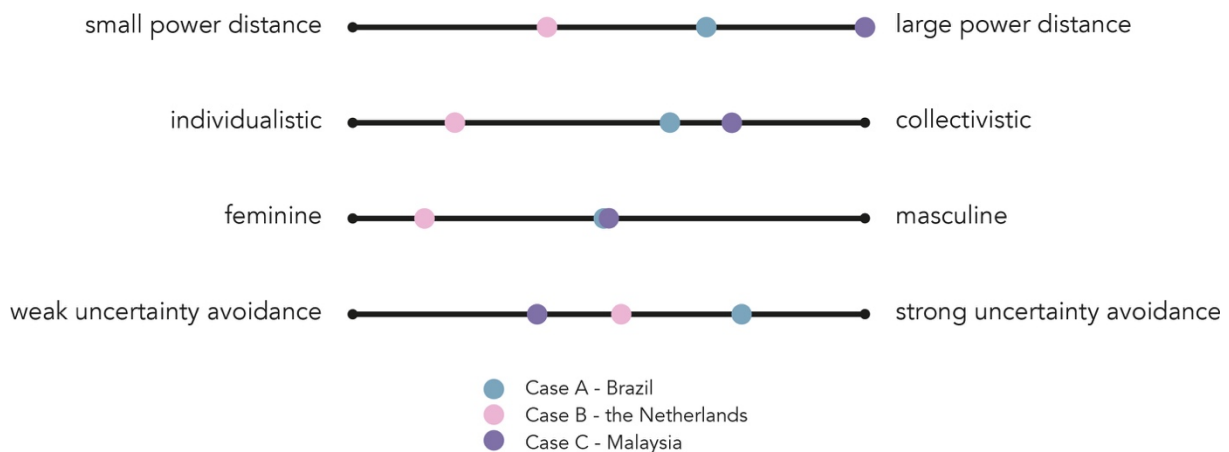 small power distance large power distance
individualistic collectivistic
feminine masculine
weak uncertainty avoidance strong uncertainty avoidance
Case A - Brazil
Case B - the Netherlands
Case C - Malaysia